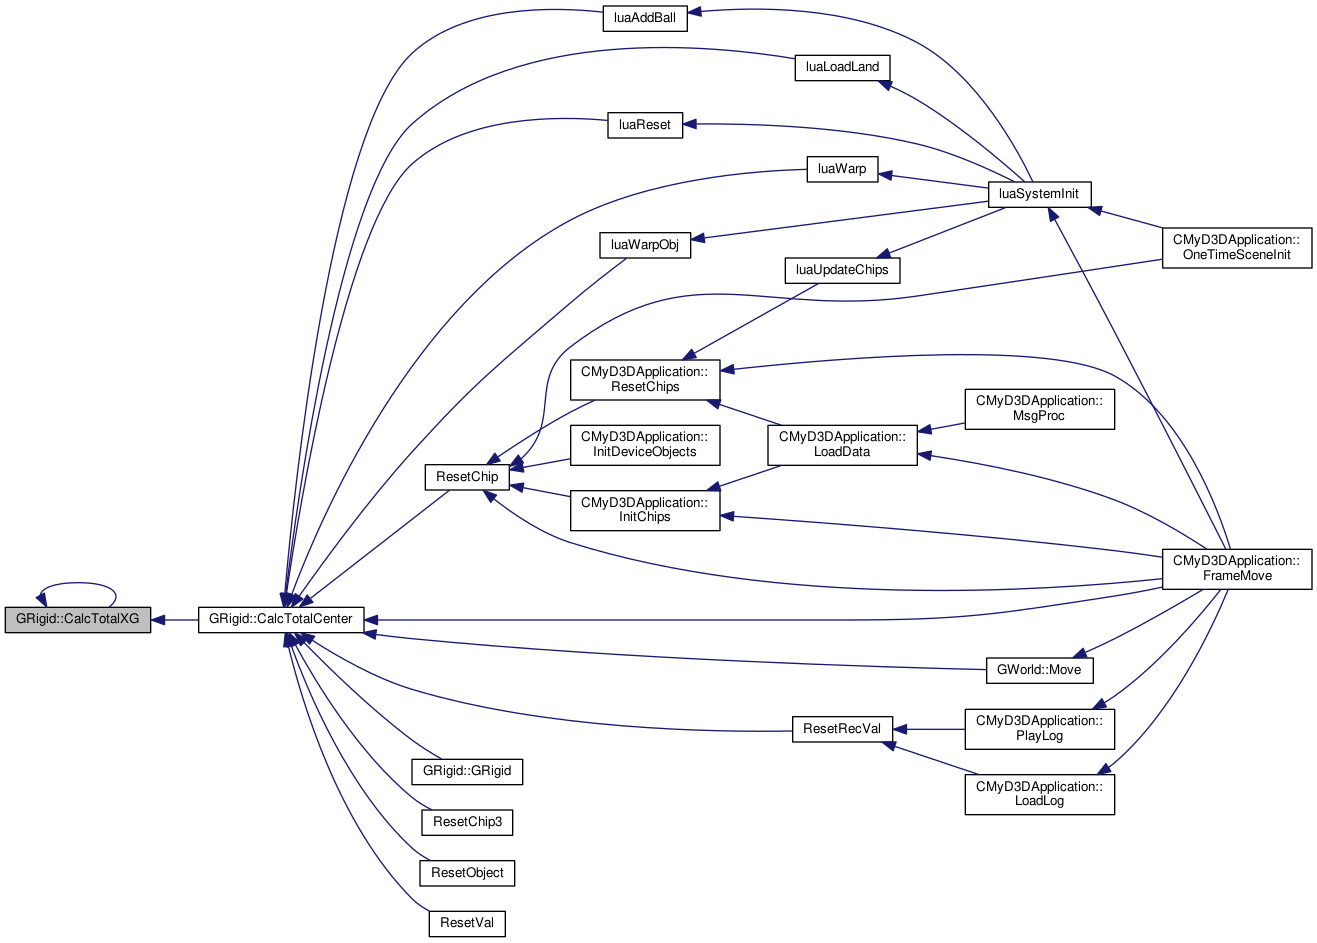 luaAddBall
luaLoadLand
luaReset
luaWarp
luaSystemInit
luaWarpObj
CMyD3DApplication::
OneTimeSceneInit
luaUpdateChips
CMyD3DApplication::
ResetChips
CMyD3DApplication::
MsgProc
CMyD3DApplication::
InitDeviceObjects
CMyD3DApplication::
LoadData
ResetChip
CMyD3DApplication::
InitChips
CMyD3DApplication::
FrameMove
GRigid::CalcTotalXG
GRigid::CalcTotalCenter
GWorld::Move
ResetRecVal
CMyD3DApplication::
PlayLog
GRigid::GRigid
CMyD3DApplication::
LoadLog
ResetChip3
ResetObject
ResetVal